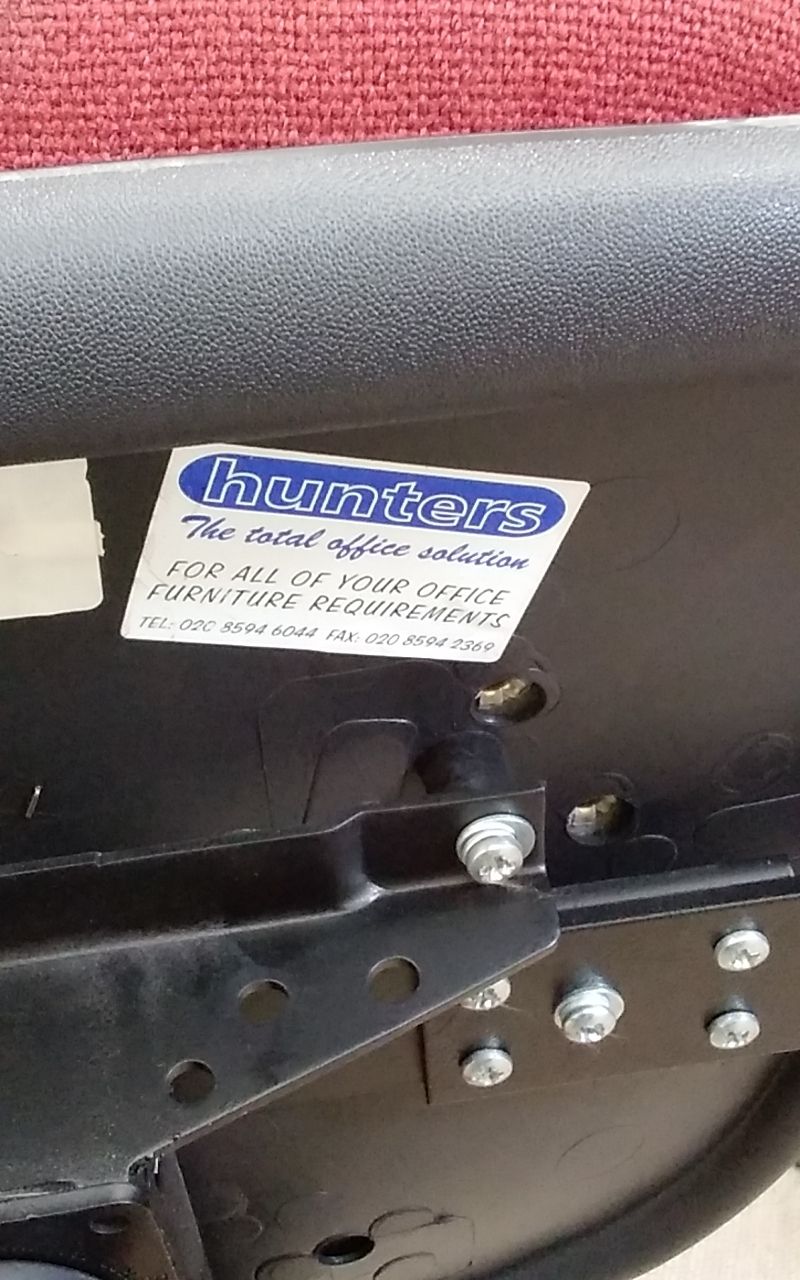 hunters
The total office solution
FOR ALL OF YOUR OFFICE
FURNITURE REQUIREMENTS
TEL: 020 8594 6044 FAX: 020 8594 2369